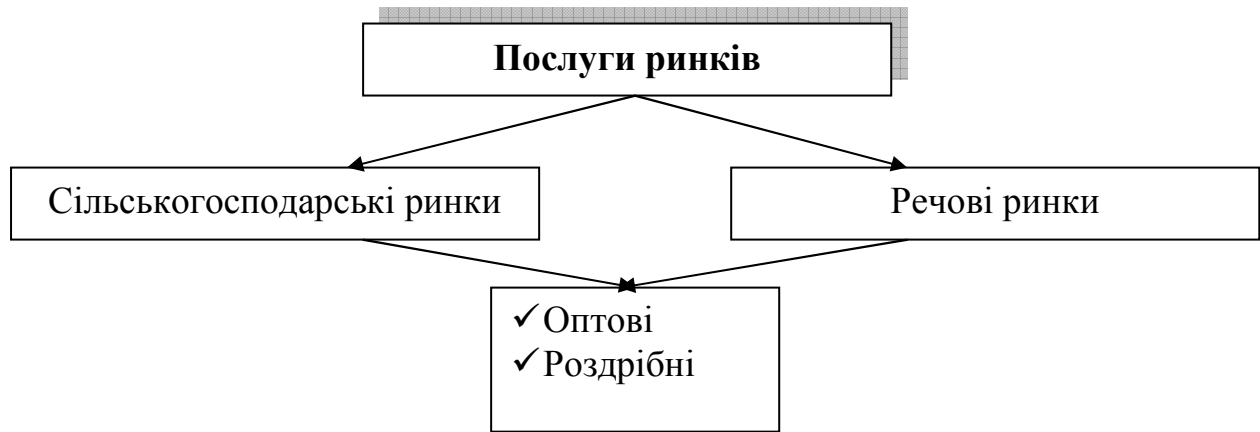 Послуги ринків
Сільськогосподарські ринки
Речові ринки
✓Оптові
✓Роздрібні